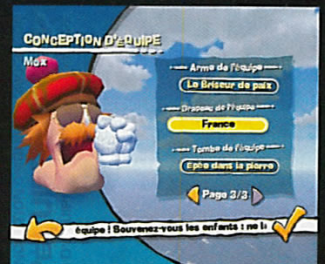 CONCEPTION D'ÉQUIPE
Max
Arme de l'équipe
Le Briseur de paix
Drapeau de l'équipe
France
Tombe de l'équipe
Epée dans la pierre
Page 3/3
équipe ! Souvenez-vous les enfants : ne l